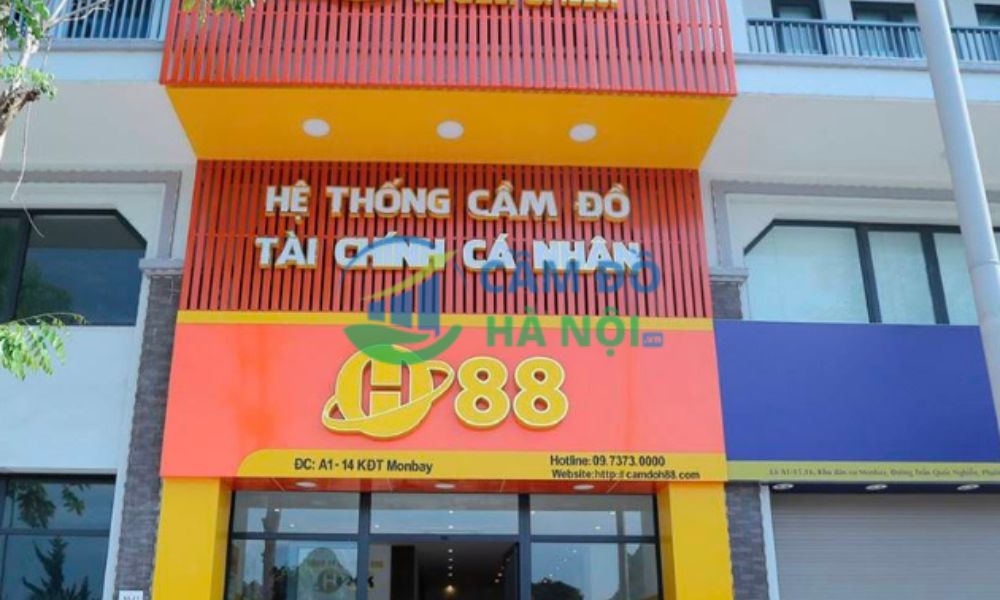 HỆ THỐNG CẦM ĐỒ
TÀI CHÍNH CÁ NHÂN
CẦM ĐỒ
HÀ NỘI.vn
H88
ĐC: A1 - 14 KĐT Monbay
Hotline: 09.7373.0000
Website:http://camdoh88.com